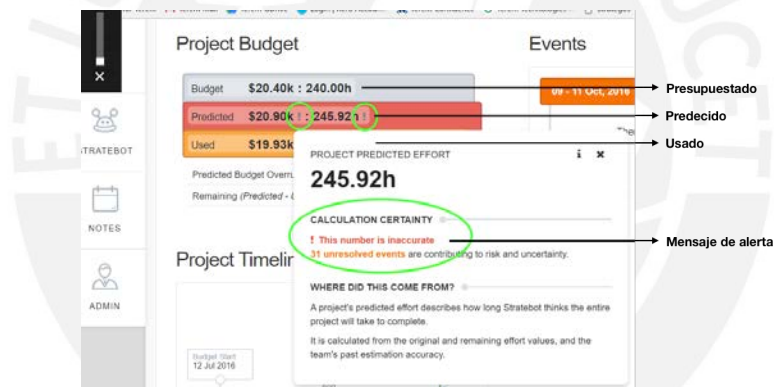 Project Budget
Events
Budget $20.40k : 240.00h
09 - 11 Oct, 2016
Presupuestado
Predicted $20.90k ! : 245.92h !
Predecido
Used $19.93k
Usado
STRATEBOT
PROJECT PREDICTED EFFORT i ×
245.92h
Predicted Budget Overru
Remaining (Predicted -
NOTES
CALCULATION CERTAINTY
! This number is inaccurate
Mensaje de alerta
31 unresolved events are contributing to risk and uncertainty.
Project Timelin
ADMIN
WHERE DID THIS COME FROM?
A project's predicted effort describes how long Stratebot thinks the entire
project will take to complete.
It is calculated from the original and remaining effort values, and the
team's past estimation accuracy.
Budget Start
12 Jul 2016